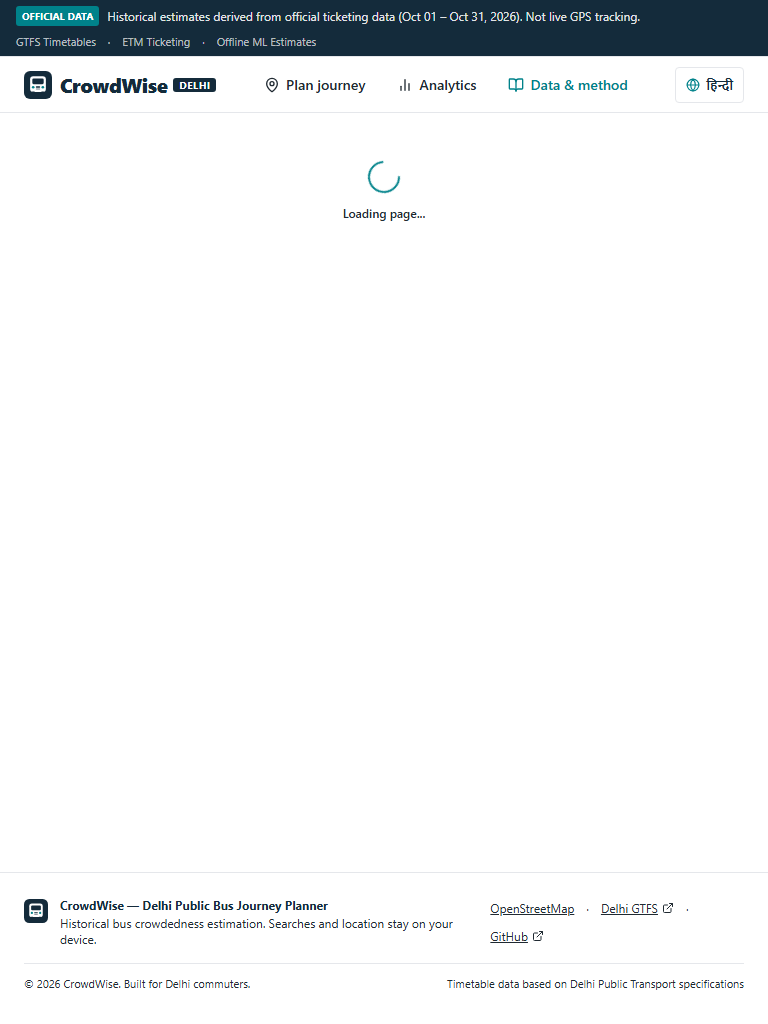 OFFICIAL DATA Historical estimates derived from official ticketing data (Oct 01 – Oct 31, 2026). Not live GPS tracking.
GTFS Timetables · ETM Ticketing · Offline ML Estimates
CrowdWise DELHI Plan journey Analytics Data & method हिन्दी
Loading page...
CrowdWise — Delhi Public Bus Journey Planner
Historical bus crowdedness estimation. Searches and location stay on your
device.
OpenStreetMap · Delhi GTFS ·
GitHub
© 2026 CrowdWise. Built for Delhi commuters. Timetable data based on Delhi Public Transport specifications